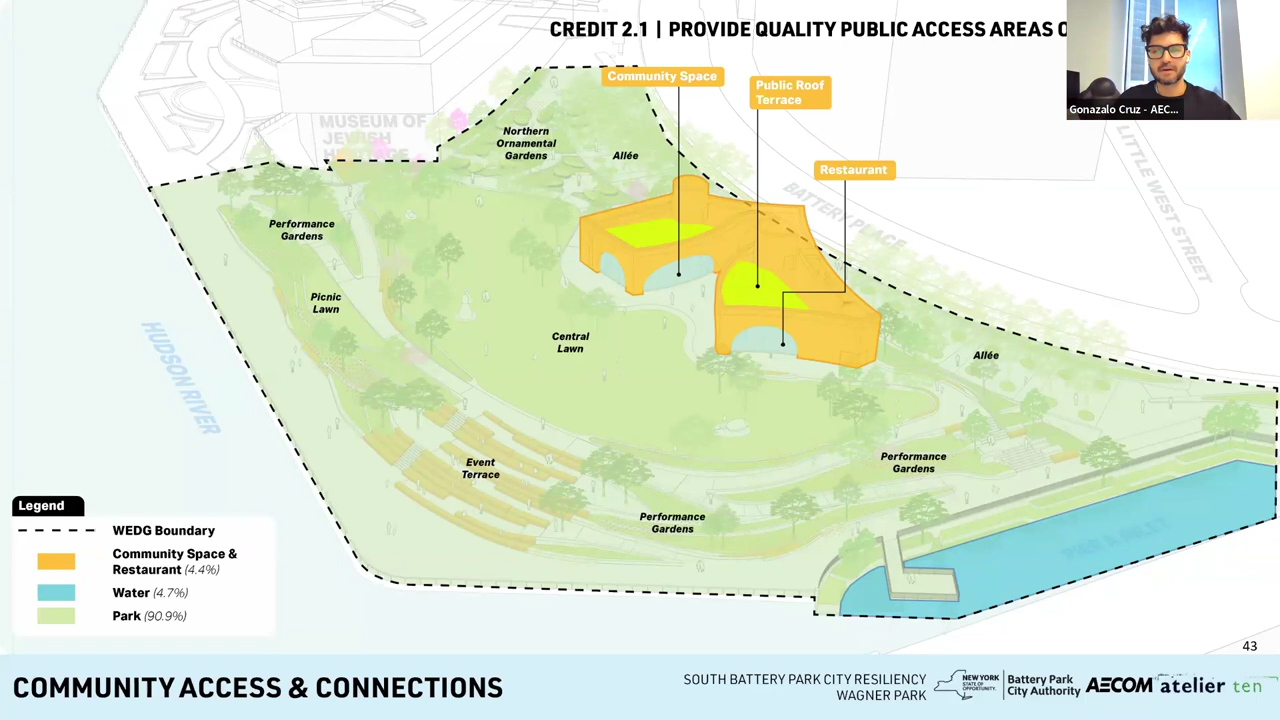 CREDIT 2.1 | PROVIDE QUALITY PUBLIC ACCESS AREAS
Gonazalo Cruz - AEC...
Community Space
Public Roof
Terrace
Restaurant
MUSEUM OF
JEWISH
Northern
Ornamental
Gardens
Allée
BATTERY PLACE
LITTLE WEST STREET
Performance
Gardens
Picnic
Lawn
Central
Lawn
HUDSON RIVER
Allée
Event
Terrace
Performance
Gardens
Performance
Gardens
PIER A INLET
Legend
WEDG Boundary
Community Space &
Restaurant (4.4%)
Water (4.7%)
Park (90.9%)
43
COMMUNITY ACCESS & CONNECTIONS
SOUTH BATTERY PARK CITY RESILIENCY
WAGNER PARK
NEW YORK
STATE OF
OPPORTUNITY.
Battery Park
City Authority
AECOM
atelier ten